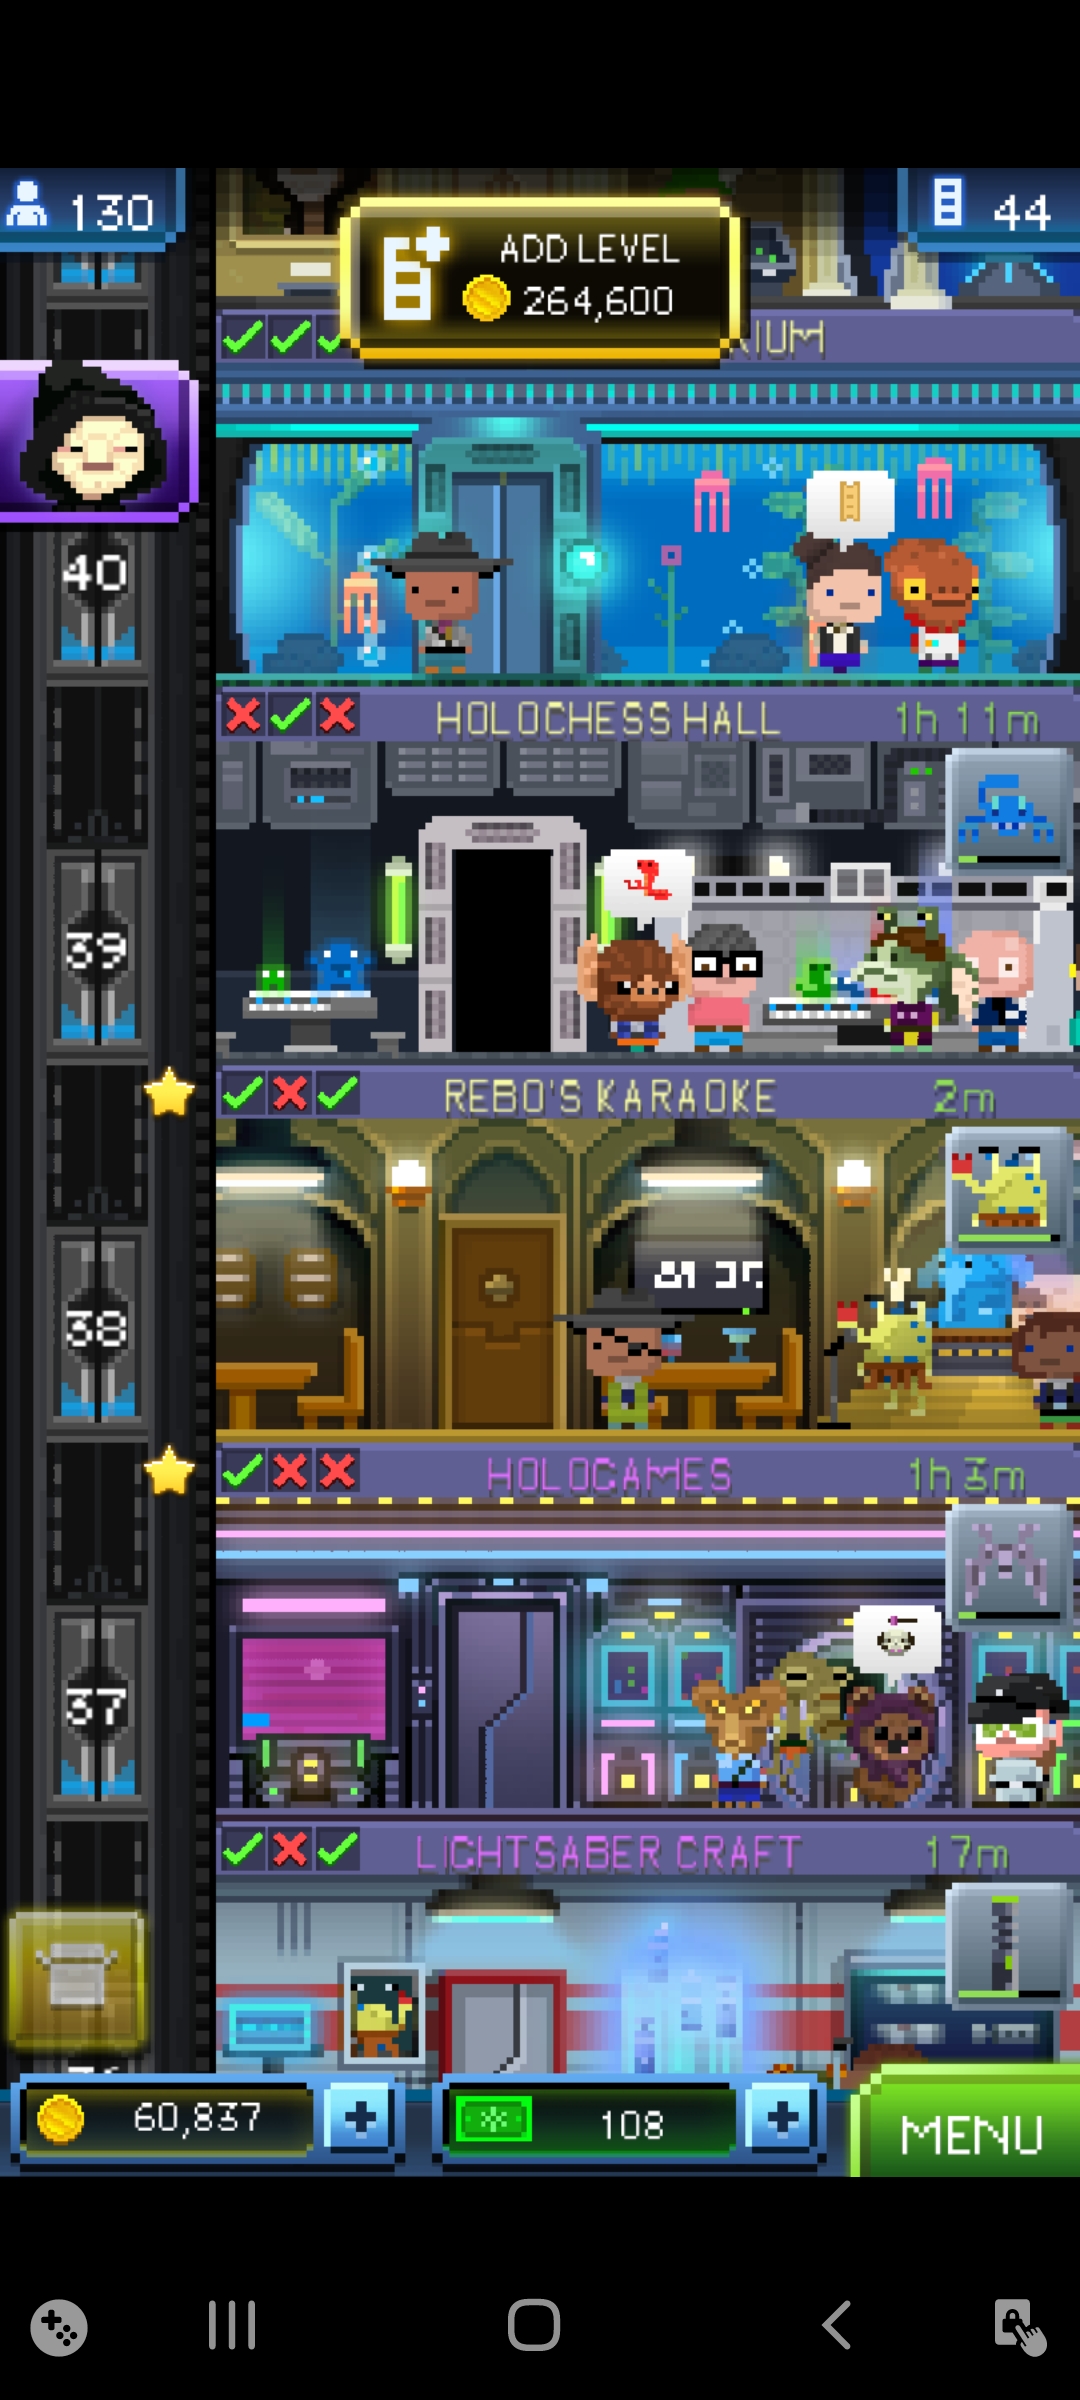 130
ADD LEVEL
264,600
44
40
HOLOCHESS HALL 1h 11m
39
REBO'S KARAOKE 2m
38
HOLOGAMES 1h 3m
37
LIGHTSABER CRAFT 17m
60,837
108
MENU